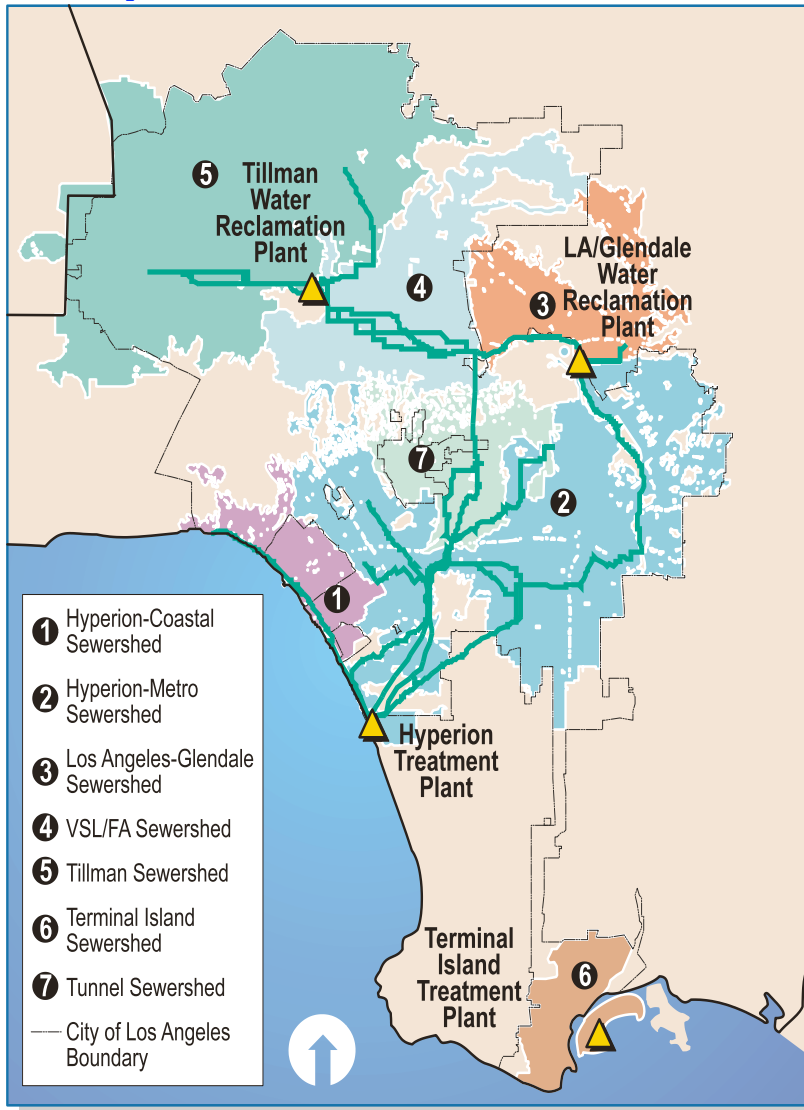 5
Tillman
Water
Reclamation
Plant
LA/Glendale
Water
Reclamation
Plant
4
3
7
2
1
Hyperion
Treatment
Plant
Terminal
Island
Treatment
Plant
6
1 Hyperion-Coastal
Sewershed
2 Hyperion-Metro
Sewershed
3 Los Angeles-Glendale
Sewershed
4 VSL/FA Sewershed
5 Tillman Sewershed
6 Terminal Island
Sewershed
7 Tunnel Sewershed
City of Los Angeles
Boundary